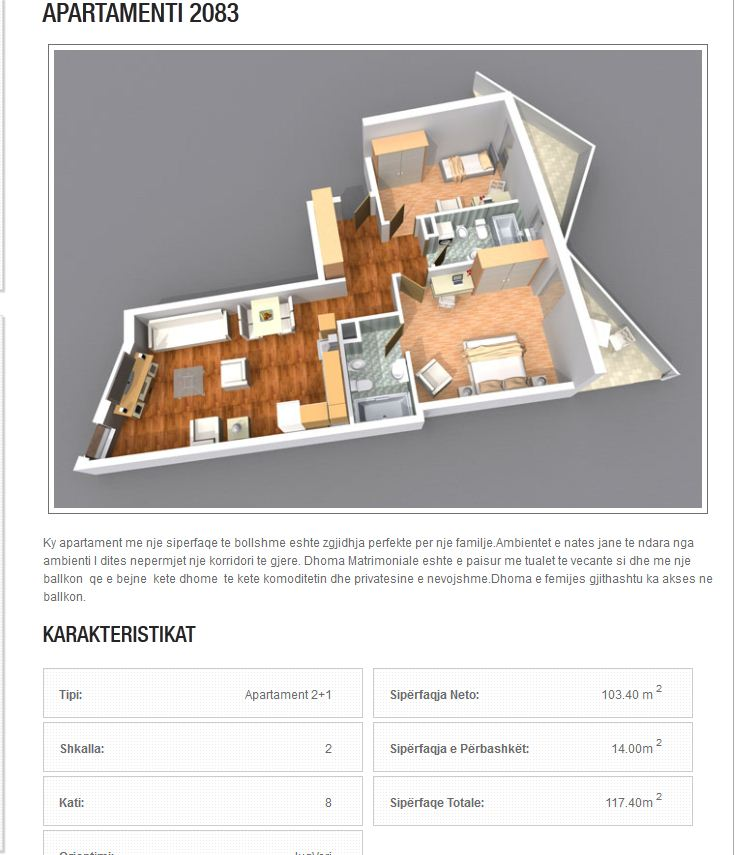 APARTAMENTI 2083
Ky apartament me nje siperfaqe te bollshme eshte zgjidhja perfekte per nje familje.Ambientet e nates jane te ndara nga
ambienti I dites nepermjet nje korridori te gjere. Dhoma Matrimoniale eshte e paisur me tualet te vecante si dhe me nje
ballkon qe e bejne kete dhome te kete komoditetin dhe privatesine e nevojshme.Dhoma e femijes gjithashtu ka akses ne
ballkon.
KARAKTERISTIKAT
Tipi: Apartament 2+1
Sipërfaqja Neto: 103.40 m 2
Shkalla: 2
Sipërfaqja e Përbashkët: 14.00m 2
Kati: 8
Sipërfaqe Totale: 117.40m 2